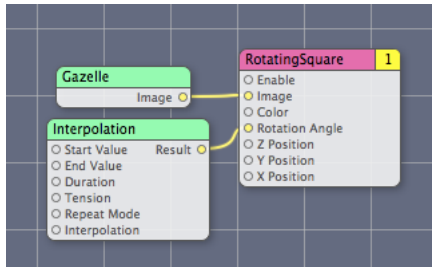 Gazelle
Image
Interpolation
Start Value Result
End Value
Duration
Tension
Repeat Mode
Interpolation
RotatingSquare 1
Enable
Image
Color
Rotation Angle
Z Position
Y Position
X Position